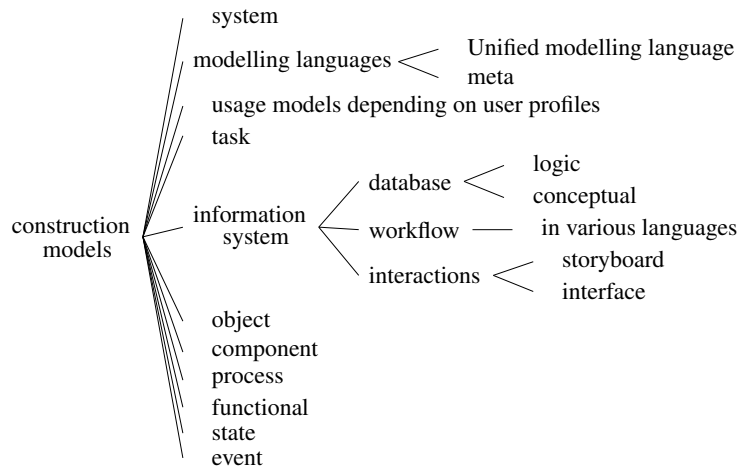 system
modelling languages
Unified modelling language
meta
usage models depending on user profiles
task
construction
models
information
system
database
logic
conceptual
workflow
in various languages
interactions
storyboard
interface
object
component
process
functional
state
event